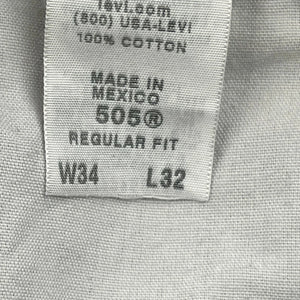 levi.com
(800) USA-LEVI
100% COTTON
MADE IN
MEXICO
505®
REGULAR FIT
W34 L32